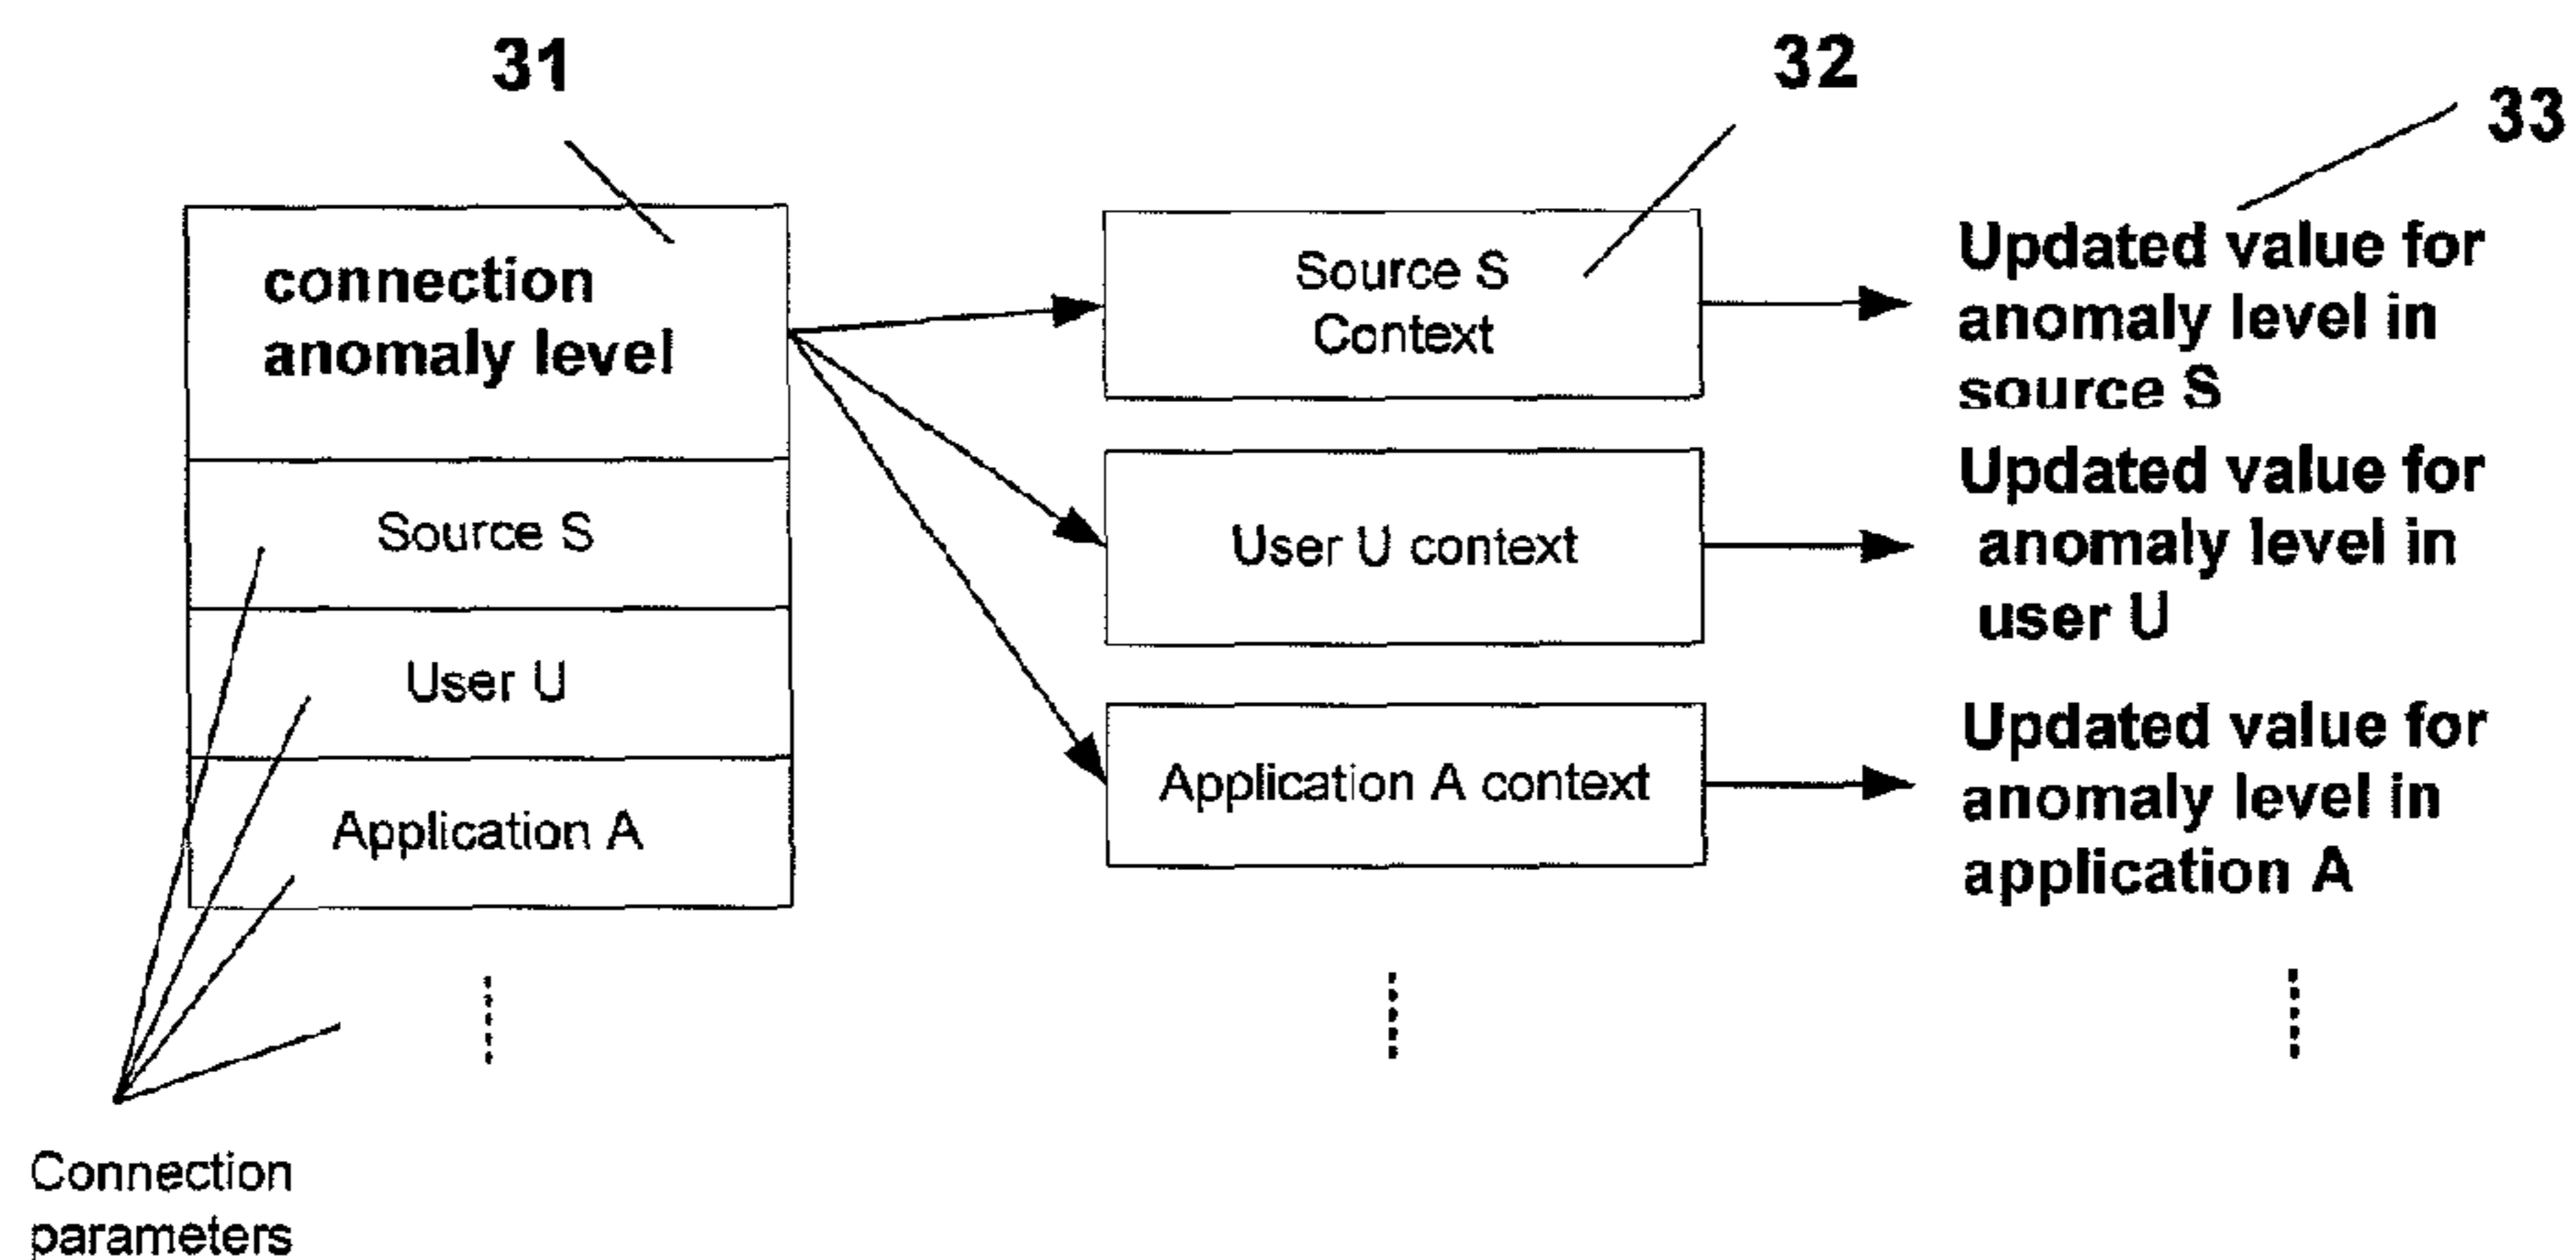 31
32
33
connection
anomaly level
Source S
User U
Application A
Connection
parameters
Source S
Context
User U context
Application A context
Updated value for
anomaly level in
source S
Updated value for
anomaly level in
user U
Updated value for
anomaly level in
application A